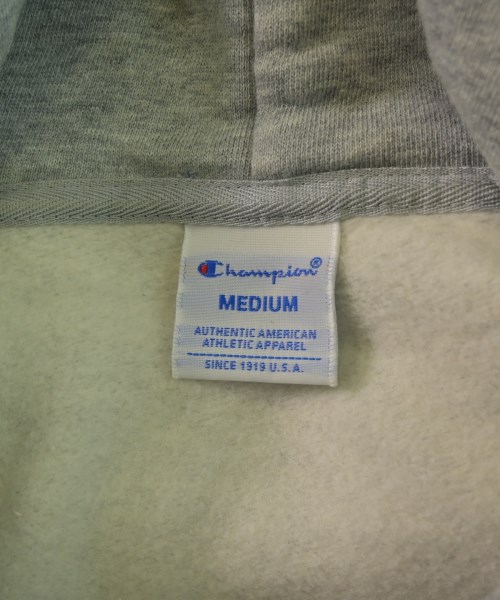 Champion®
MEDIUM
AUTHENTIC AMERICAN
ATHLETIC APPAREL
SINCE 1919 U.S.A.